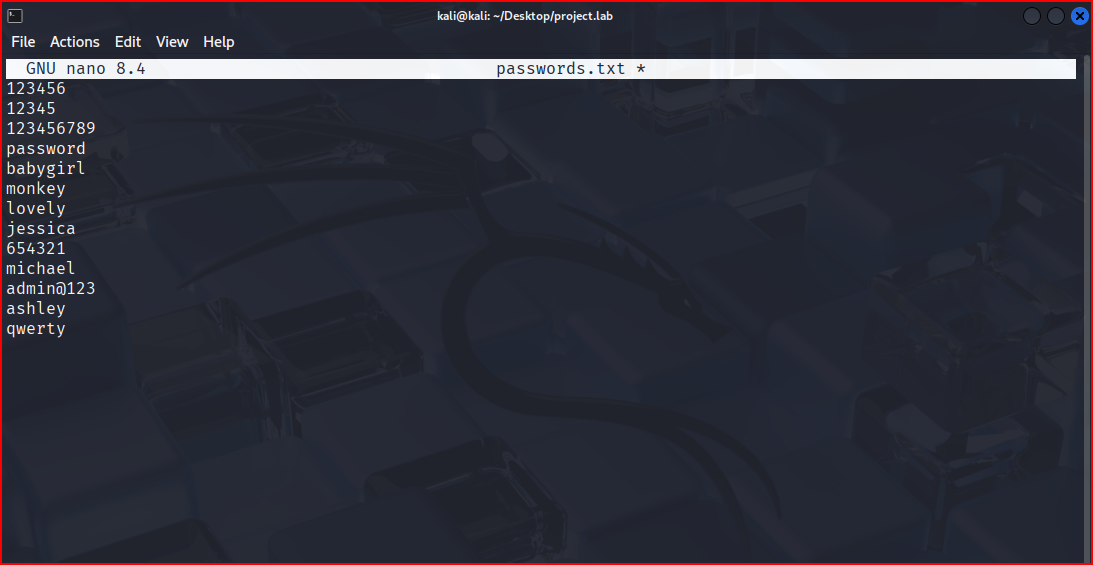 kali@kali: ~/Desktop/project.lab
File Actions Edit View Help
GNU nano 8.4 passwords.txt *
123456
12345
123456789
password
babygirl
monkey
lovely
jessica
654321
michael
admin@123
ashley
qwerty